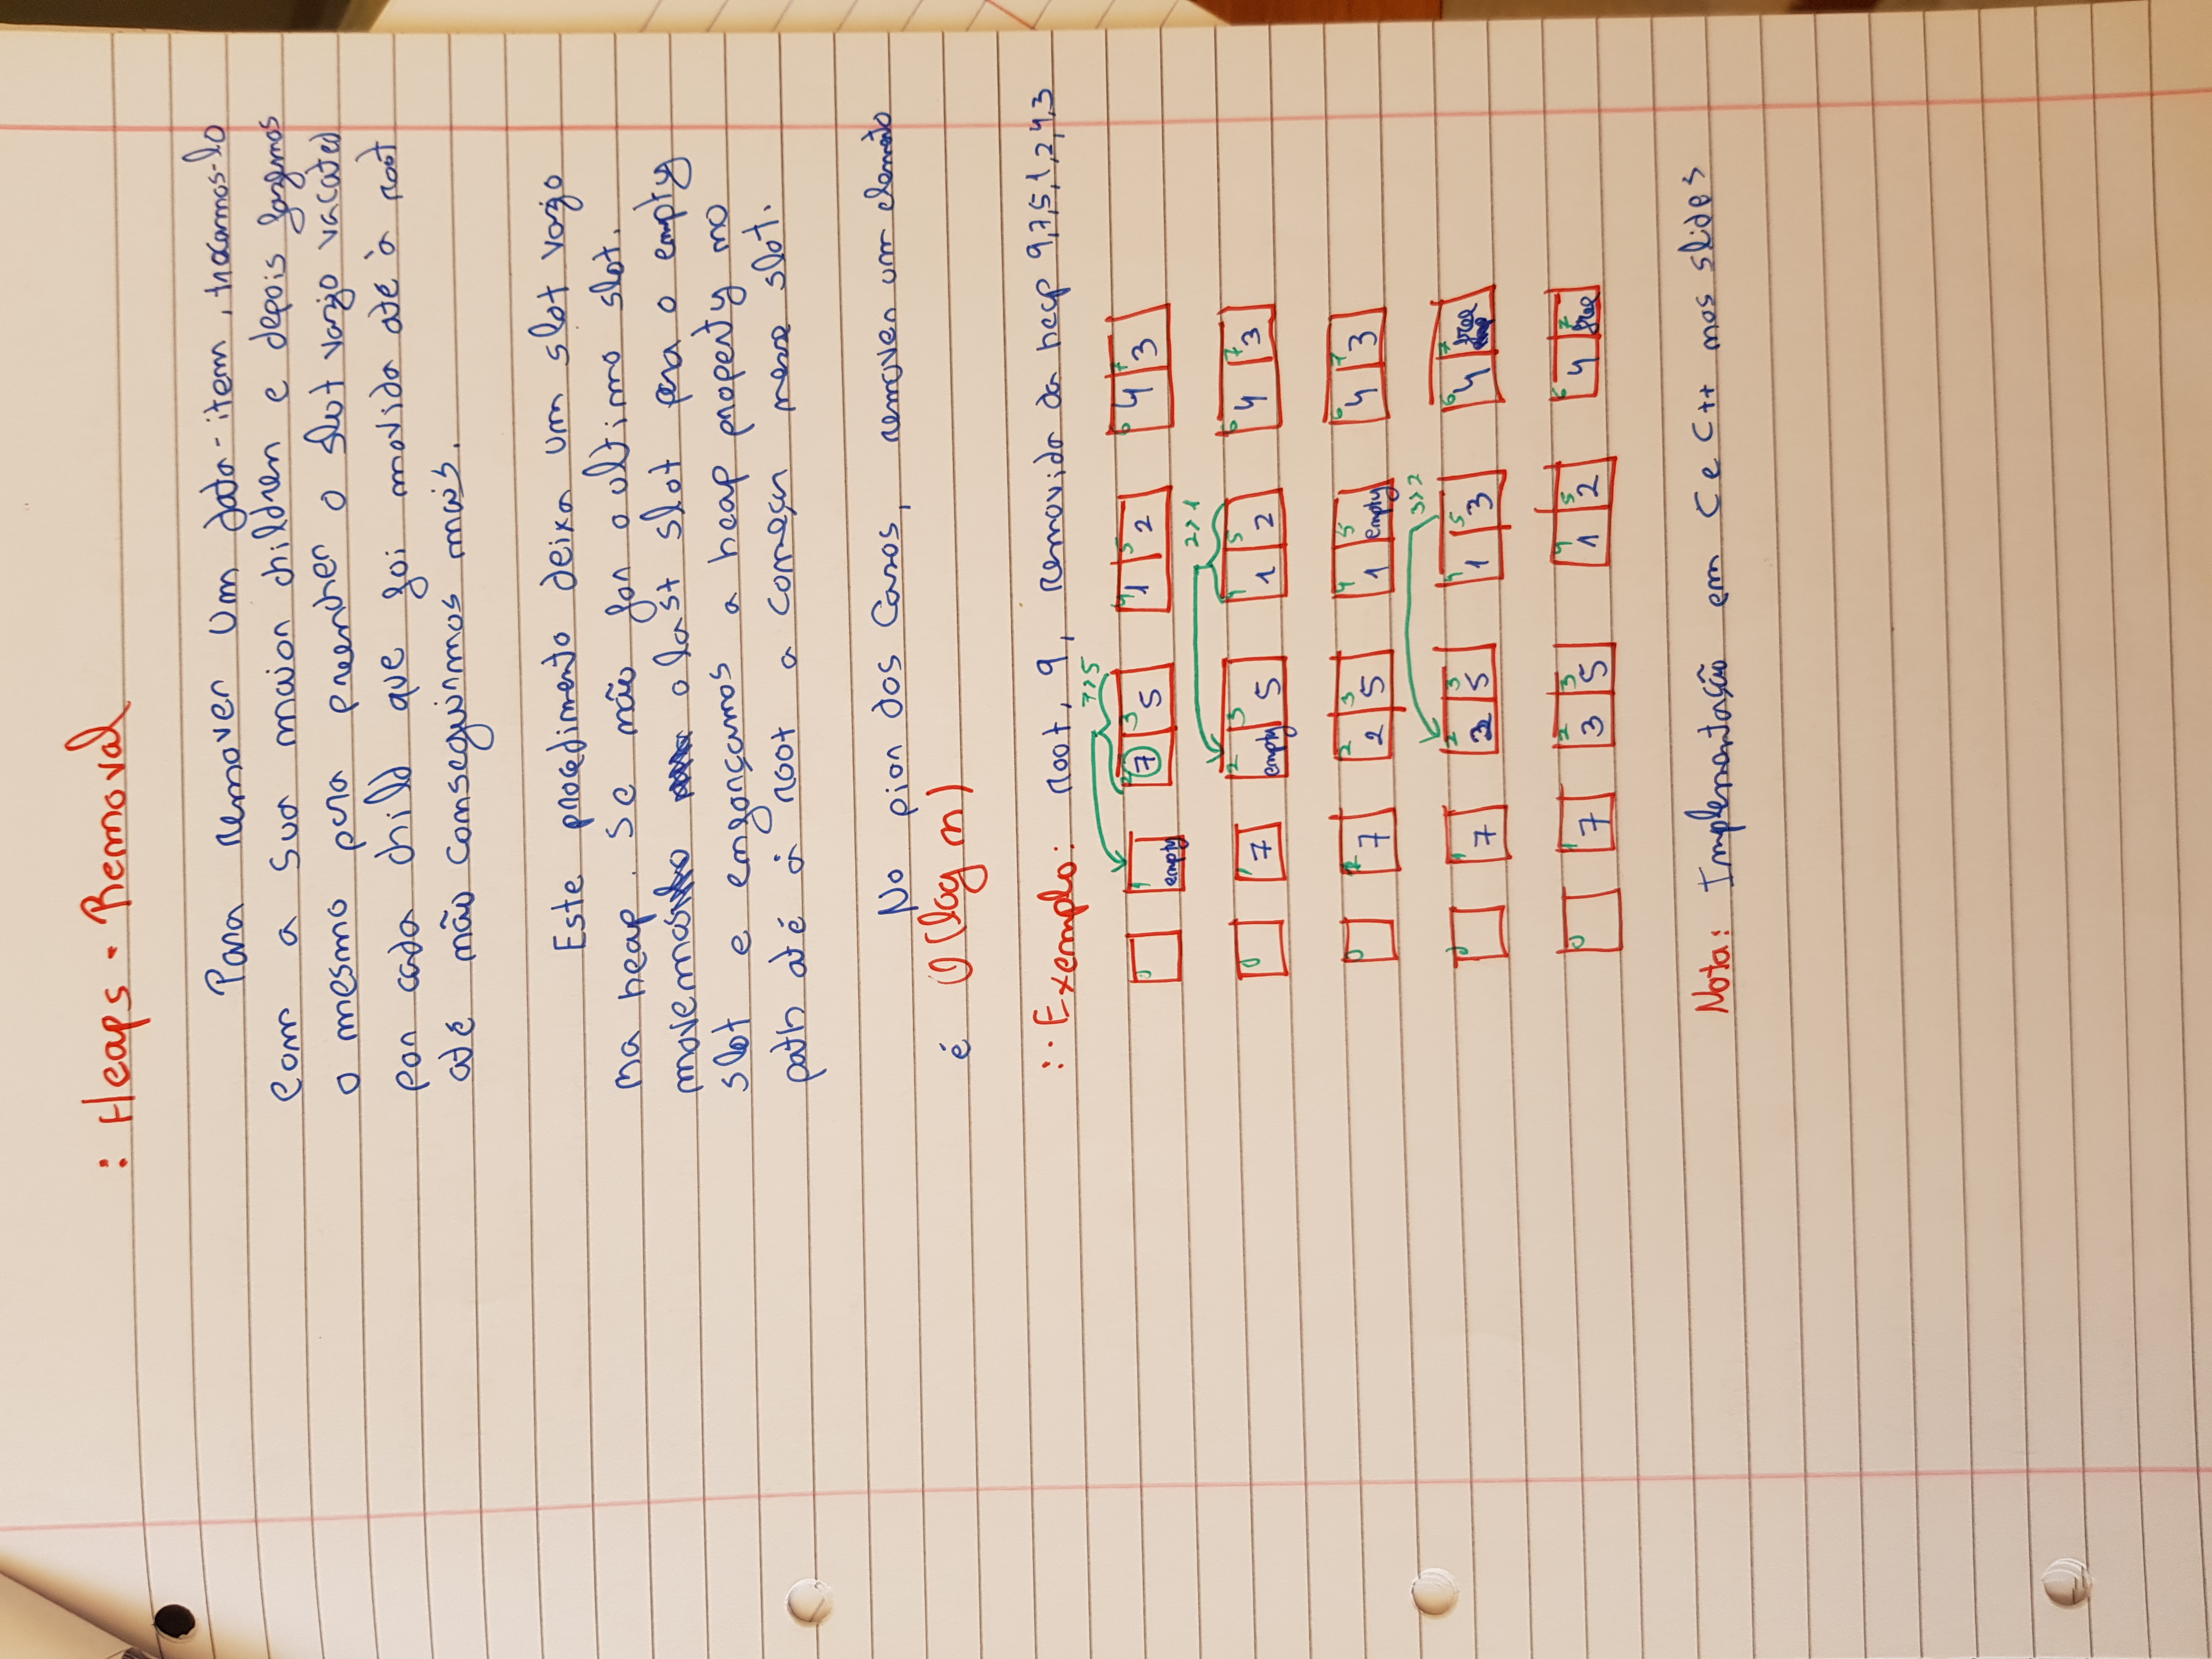 : Heaps - Removal
Para remover um data-item, trocamos-lo
com a sua maior children e depois fazemos
o mesmo para preencher o slot vazio vacated
por cada child que foi movida até à root
até não conseguirmos mais.
Este procedimento deixa um slot vazio
na heap. Se não for o ultimo slot.
movemos o last slot para o empty
slot e enforçamos a heap property no
path até à root a começar nesse slot.
No pior dos Casos, remover um elemento
é O(log n)
:· Exemplo: root, 9, removido da heap 9,7,5,1,2,4,3
7>5
0 1 empty 2 7 3 5 4 1 5 2 6 4 7 3
2>1
0 1 7 2 empty 3 5 4 1 5 2 6 4 7 3
0 1 7 2 2 3 5 4 1 5 empty 6 4 7 3
3>2
0 1 7 2 2 3 5 4 1 5 3 6 4 7 free
0 1 7 2 3 3 5 4 1 5 2 6 4 7 free
Nota: Implementação em C e C++ nos slides